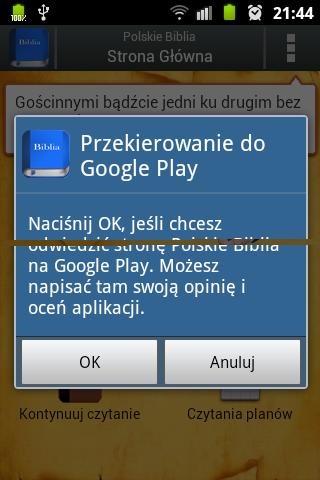 100%
21:44
Biblia
Polskie Biblia
Strona Główna
Gościnnymi bądźcie jedni ku drugim bez
Biblia
Przekierowanie do
Google Play
Naciśnij OK, jeśli chcesz
odwiedzić stronę Polskie Biblia
na Google Play. Możesz
napisać tam swoją opinię i
oceń aplikacji.
OK
Anuluj
Kontynuuj czytanie
Czytania planów